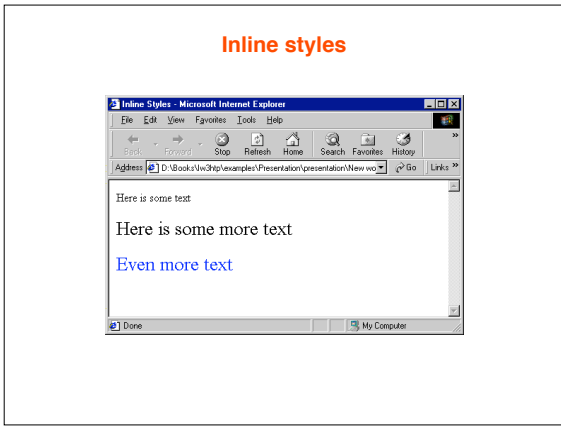 Inline styles
Inline Styles - Microsoft Internet Explorer
File Edit View Favorites Tools Help
Back Forward Stop Refresh Home Search Favorites History »
Address D:\Books\iw3htp\examples\Presentation\presentation\New wo Go Links »
Here is some text
Here is some more text
Even more text
Done My Computer